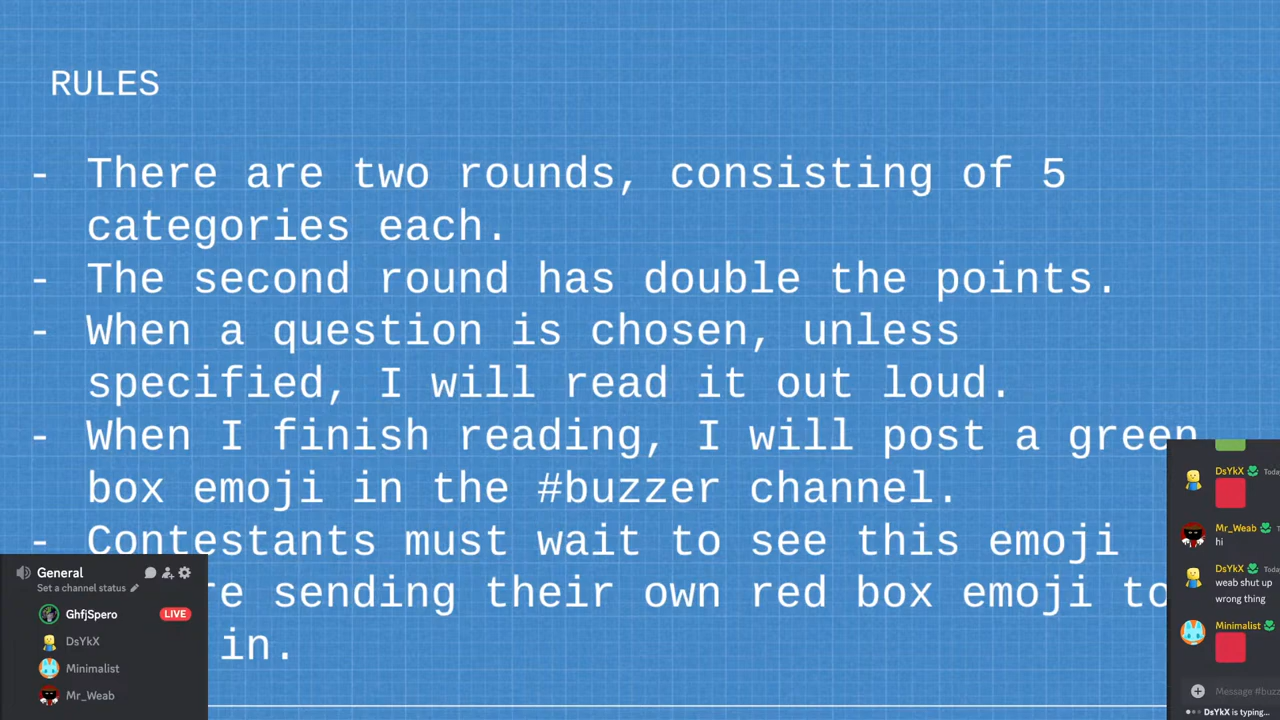 RULES
- There are two rounds, consisting of 5
categories each.
- The second round has double the points.
- When a question is chosen, unless
specified, I will read it out loud.
- When I finish reading, I will post a green
box emoji in the #buzzer channel.
- Contestants must wait to see this emoji
re sending their own red box emoji to
in.
General
Set a channel status
GhfjSpero LIVE
DsYkX
Minimalist
Mr_Weab
DsYkX Toda
Mr_Weab
hi
DsYkX Toda
weab shut up
wrong thing
Minimalist
Message #buzz
DsYkX is typing...